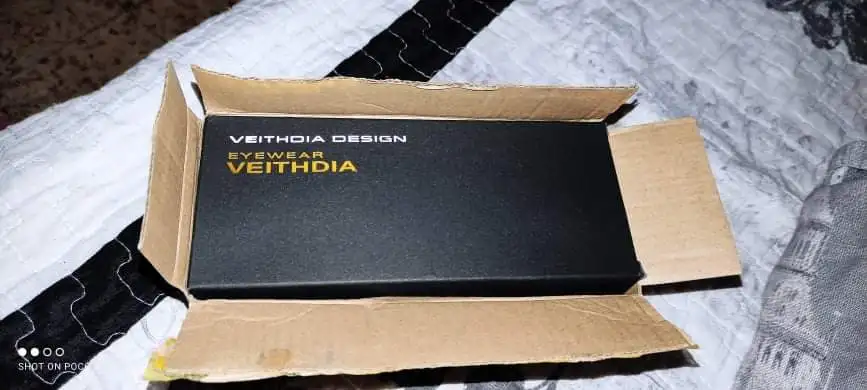 VEITHDIA DESIGN
EYEWEAR
VEITHDIA
SHOT ON POCO